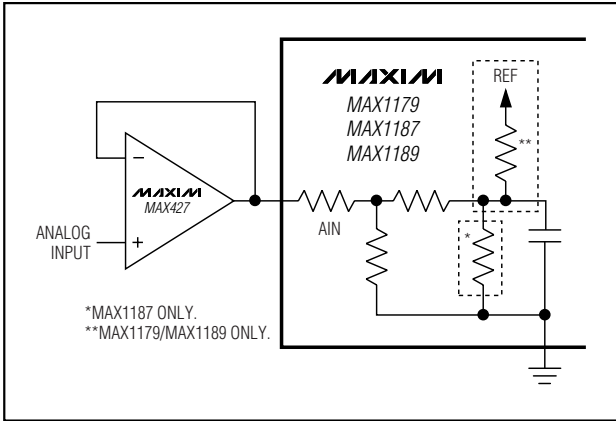 MAXIM
MAX1179
MAX1187
MAX1189
REF
**
−
MAXIM
MAX427
+
ANALOG
INPUT
AIN
*
*MAX1187 ONLY.
**MAX1179/MAX1189 ONLY.